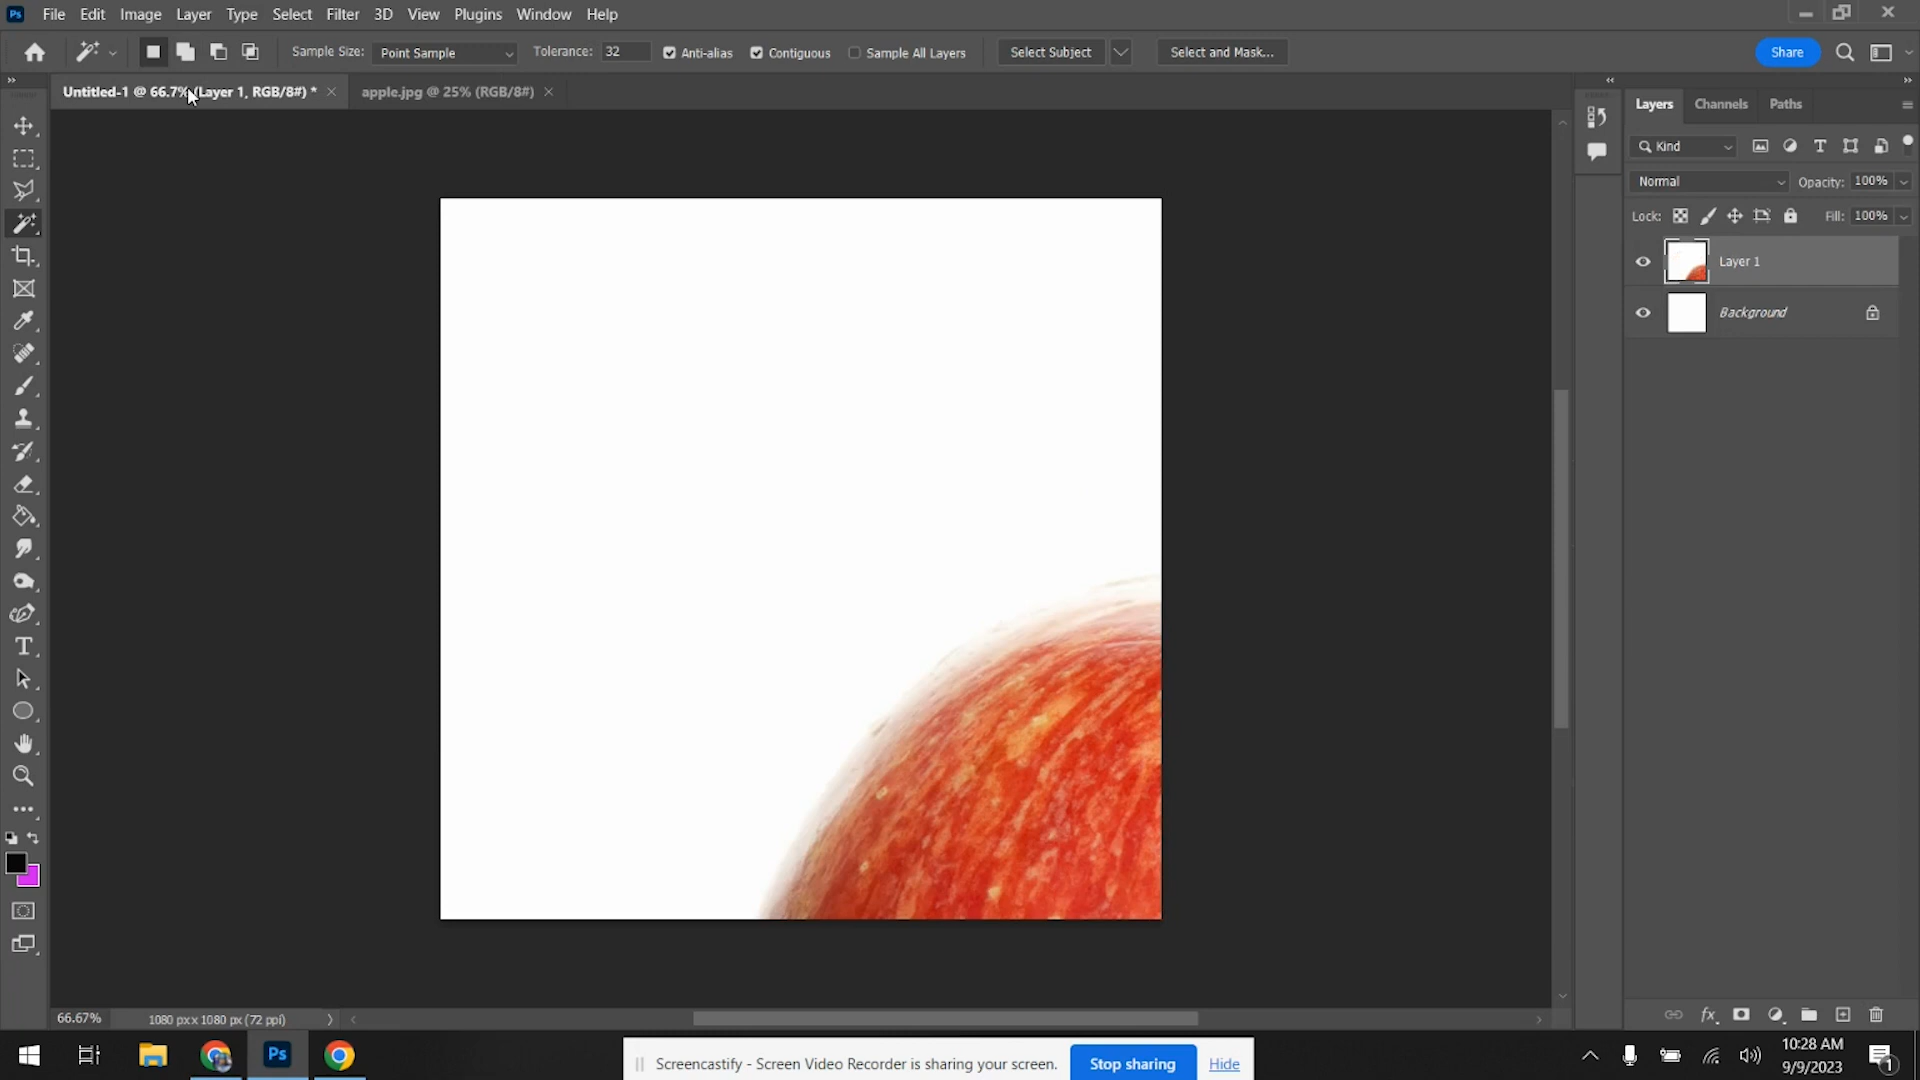 Ps File Edit Image Layer Type Select Filter 3D View Plugins Window Help
Sample Size: Point Sample Tolerance: 32 Anti-alias Contiguous Sample All Layers Select Subject Select and Mask... Share
Untitled-1 @ 66.7% (Layer 1, RGB/8#) * apple.jpg @ 25% (RGB/8#)
Layers Channels Paths
Kind
Normal Opacity: 100%
Lock: Fill: 100%
Layer 1
Background
66.67% 1080 px x 1080 px (72 ppi)
Ps
Screencastify - Screen Video Recorder is sharing your screen. Stop sharing Hide
10:28 AM
9/9/2023
1